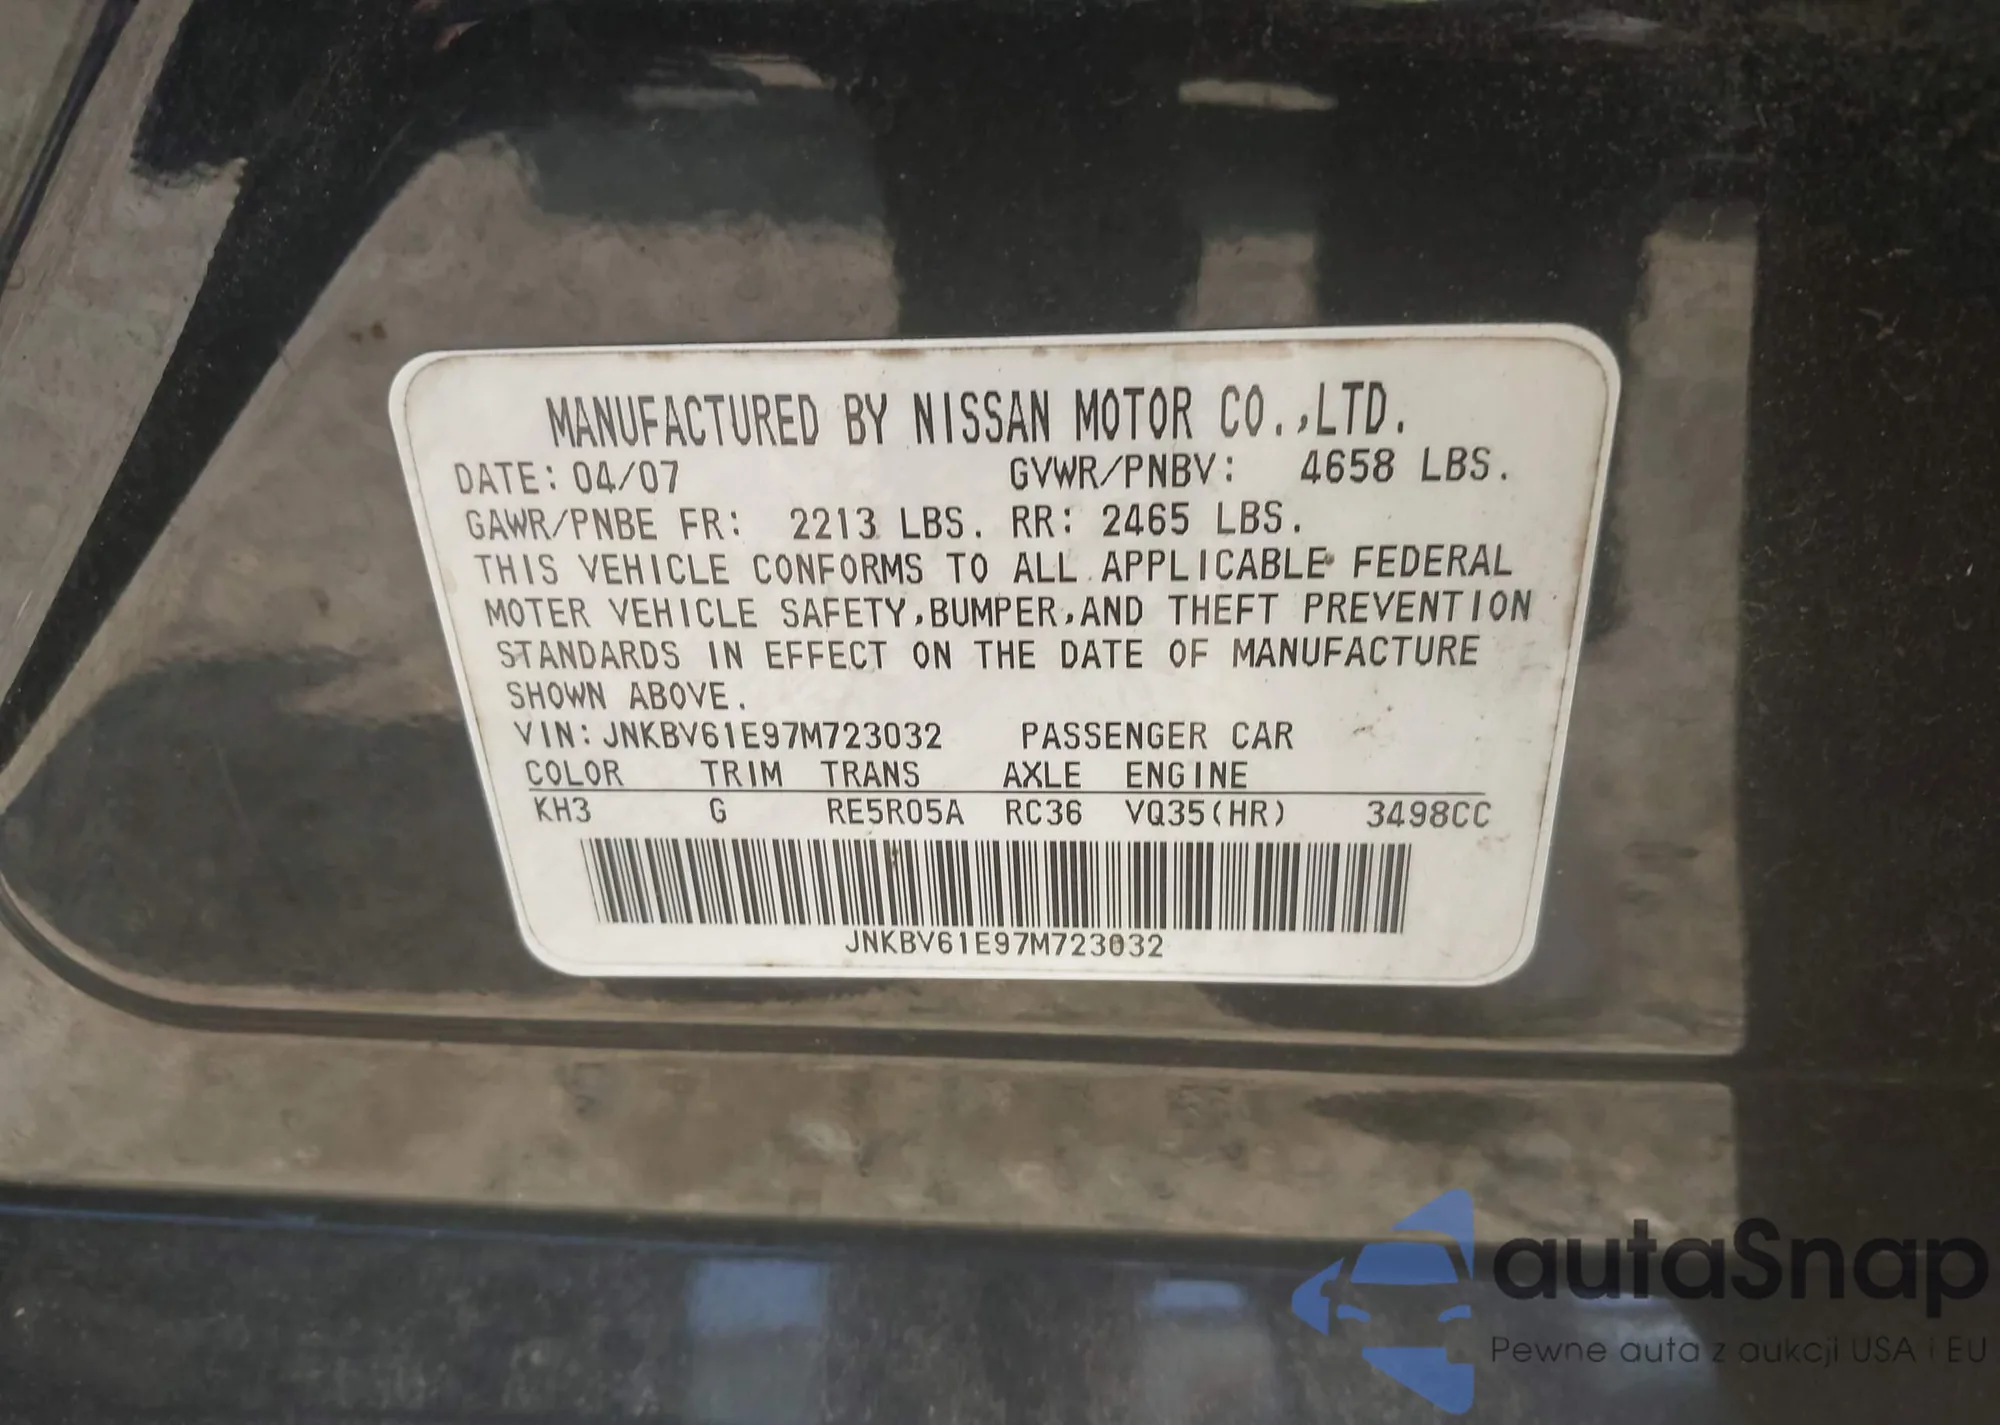 MANUFACTURED BY NISSAN MOTOR CO.,LTD.
DATE: 04/07 GVWR/PNBV: 4658 LBS.
GAWR/PNBE FR: 2213 LBS. RR: 2465 LBS.
THIS VEHICLE CONFORMS TO ALL APPLICABLE FEDERAL
MOTER VEHICLE SAFETY,BUMPER,AND THEFT PREVENTION
STANDARDS IN EFFECT ON THE DATE OF MANUFACTURE
SHOWN ABOVE.
VIN: JNKBV61E97M723032 PASSENGER CAR
COLOR TRIM TRANS AXLE ENGINE
KH3 G RE5R05A RC36 VQ35(HR) 3498CC
JNKBV61E97M723032
autaSnap
Pewne auta z aukcji USA i EU